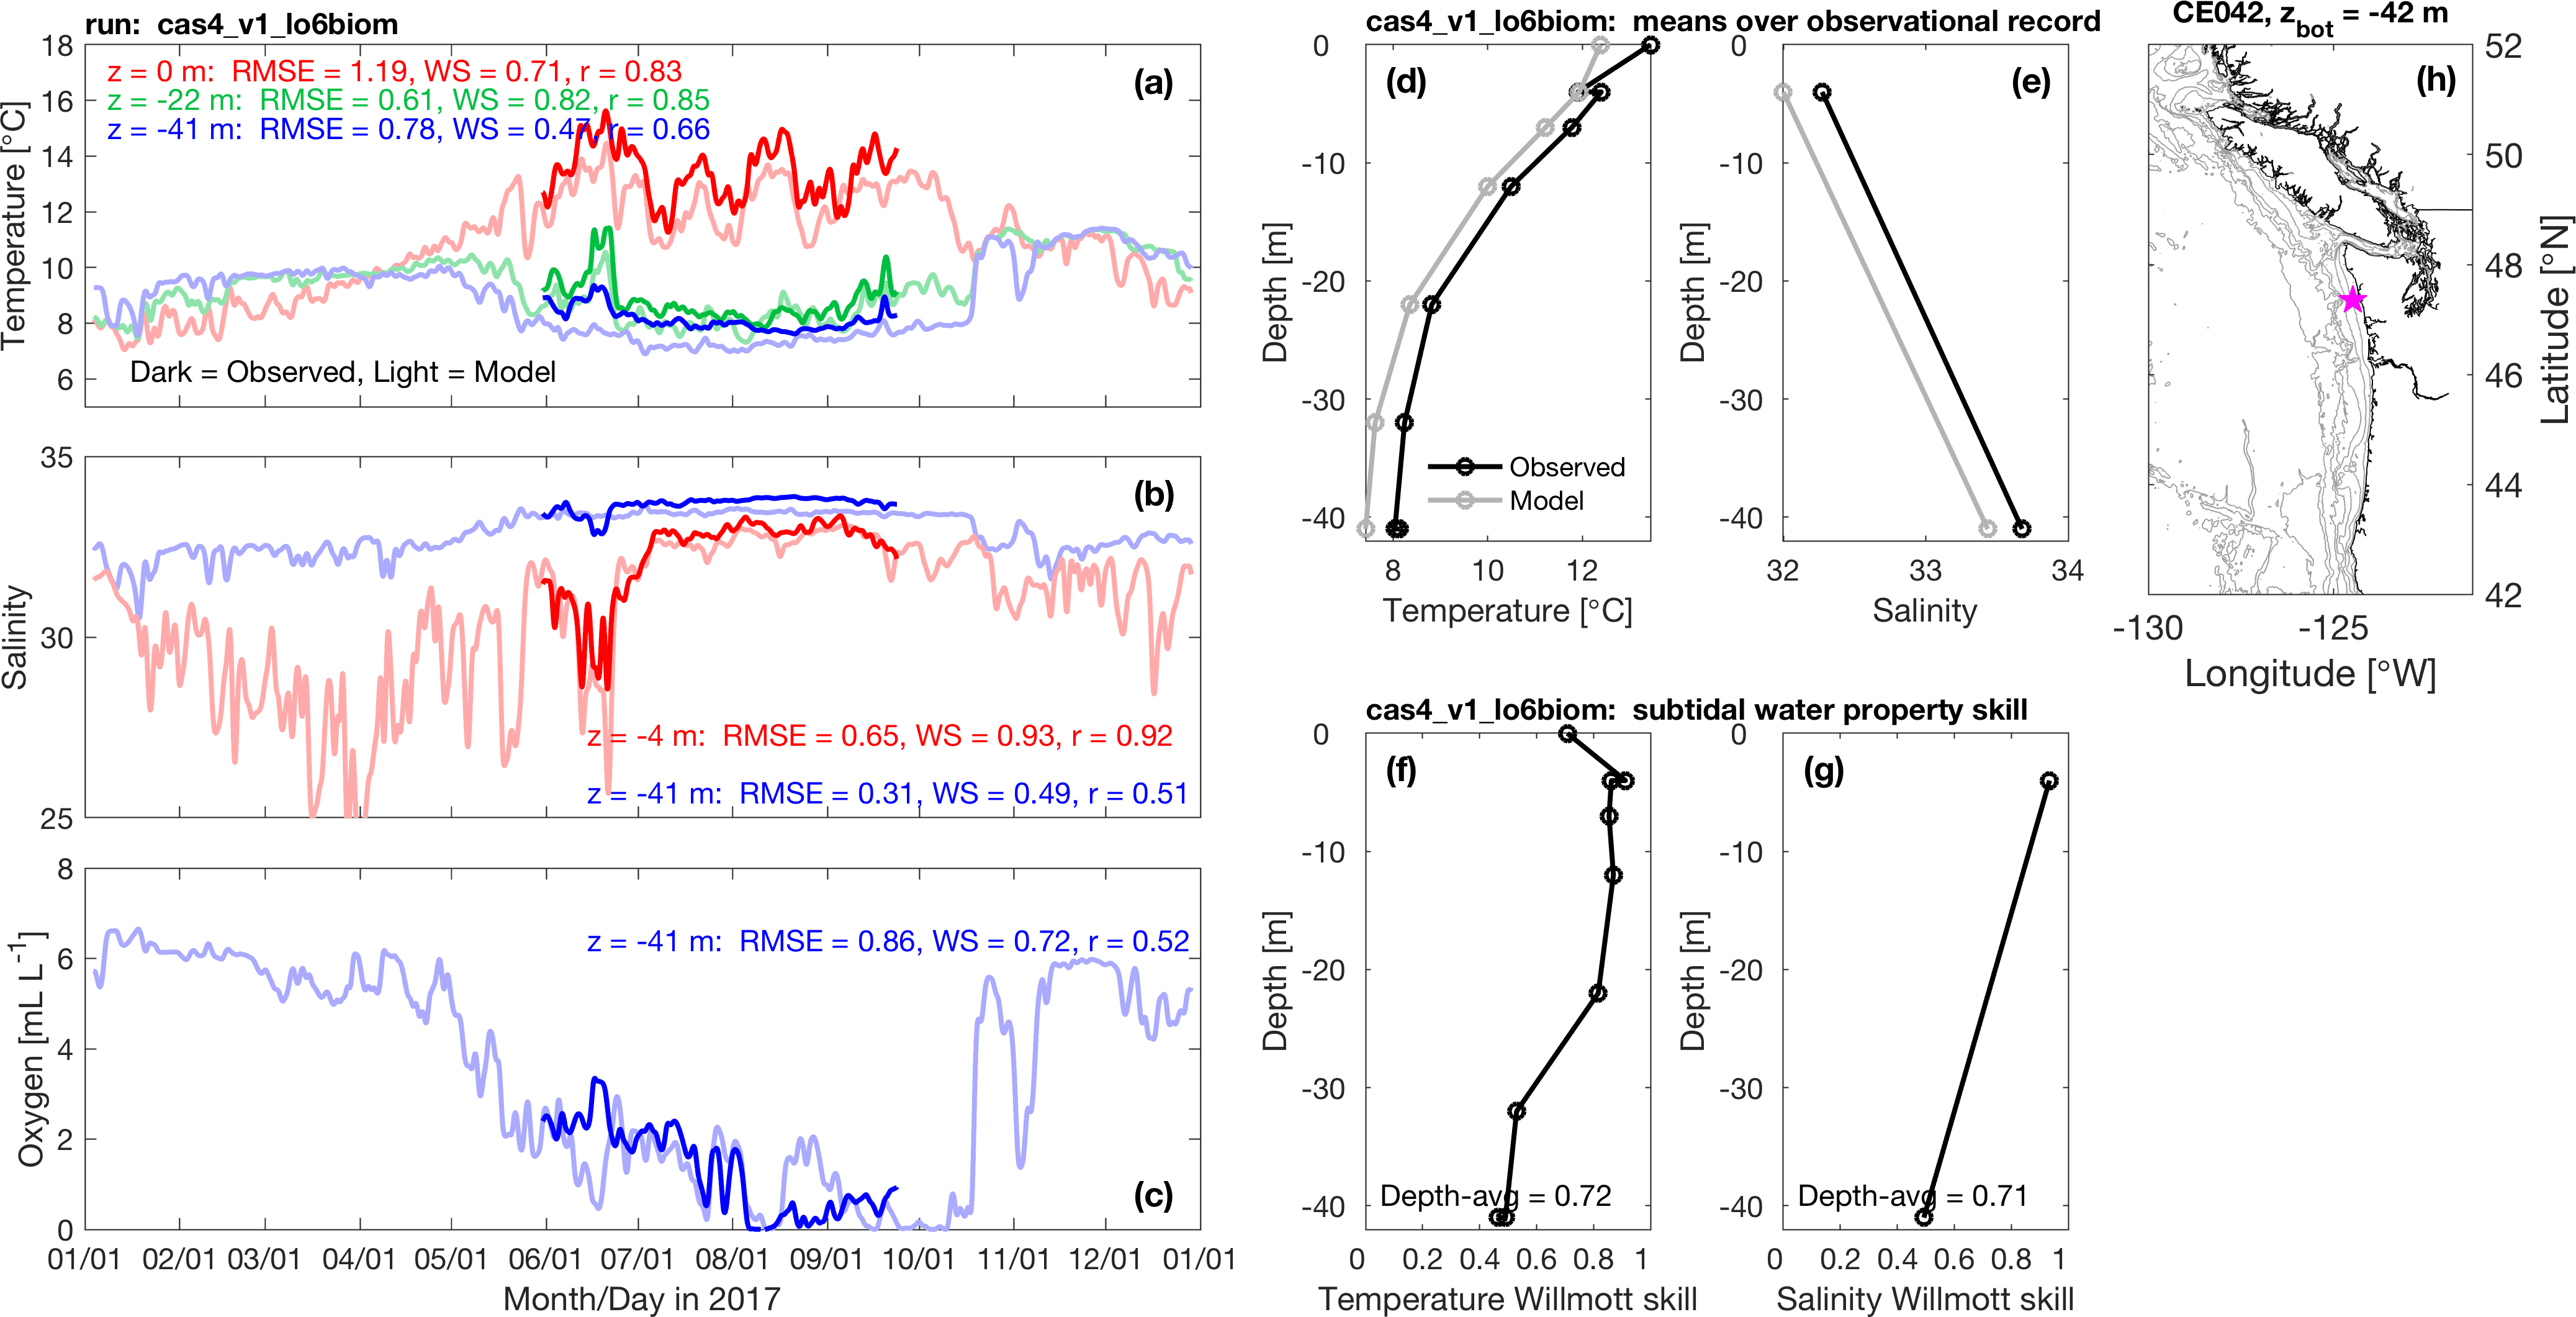 run: cas4_v1_lo6biom
z = 0 m: RMSE = 1.19, WS = 0.71, r = 0.83
z = -22 m: RMSE = 0.61, WS = 0.82, r = 0.85
z = -41 m: RMSE = 0.78, WS = 0.47, r = 0.66
(a)
Dark = Observed, Light = Model
18
16
14
12
10
8
6
Temperature [°C]
35
30
25
Salinity
(b)
z = -4 m: RMSE = 0.65, WS = 0.93, r = 0.92
z = -41 m: RMSE = 0.31, WS = 0.49, r = 0.51
8
6
4
2
0
Oxygen [mL L⁻¹]
z = -41 m: RMSE = 0.86, WS = 0.72, r = 0.52
(c)
01/01 02/01 03/01 04/01 05/01 06/01 07/01 08/01 09/01 10/01 11/01 12/01 01/01
Month/Day in 2017
cas4_v1_lo6biom: means over observational record
(d)
0
-10
-20
-30
-40
Depth [m]
Observed
Model
8 10 12
Temperature [°C]
(e)
0
-10
-20
-30
-40
Depth [m]
32 33 34
Salinity
CE042, z_bot = -42 m
(h)
52
50
48
46
44
42
Latitude [°N]
-130 -125
Longitude [°W]
cas4_v1_lo6biom: subtidal water property skill
(f)
0
-10
-20
-30
-40
Depth [m]
Depth-avg = 0.72
0 0.2 0.4 0.6 0.8 1
Temperature Willmott skill
(g)
0
-10
-20
-30
-40
Depth [m]
Depth-avg = 0.71
0 0.2 0.4 0.6 0.8 1
Salinity Willmott skill